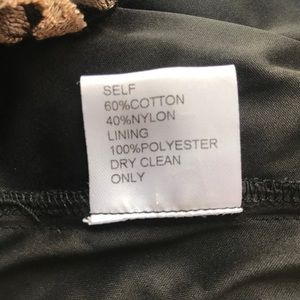 SELF
60%COTTON
40%NYLON
LINING
100%POLYESTER
DRY CLEAN
ONLY